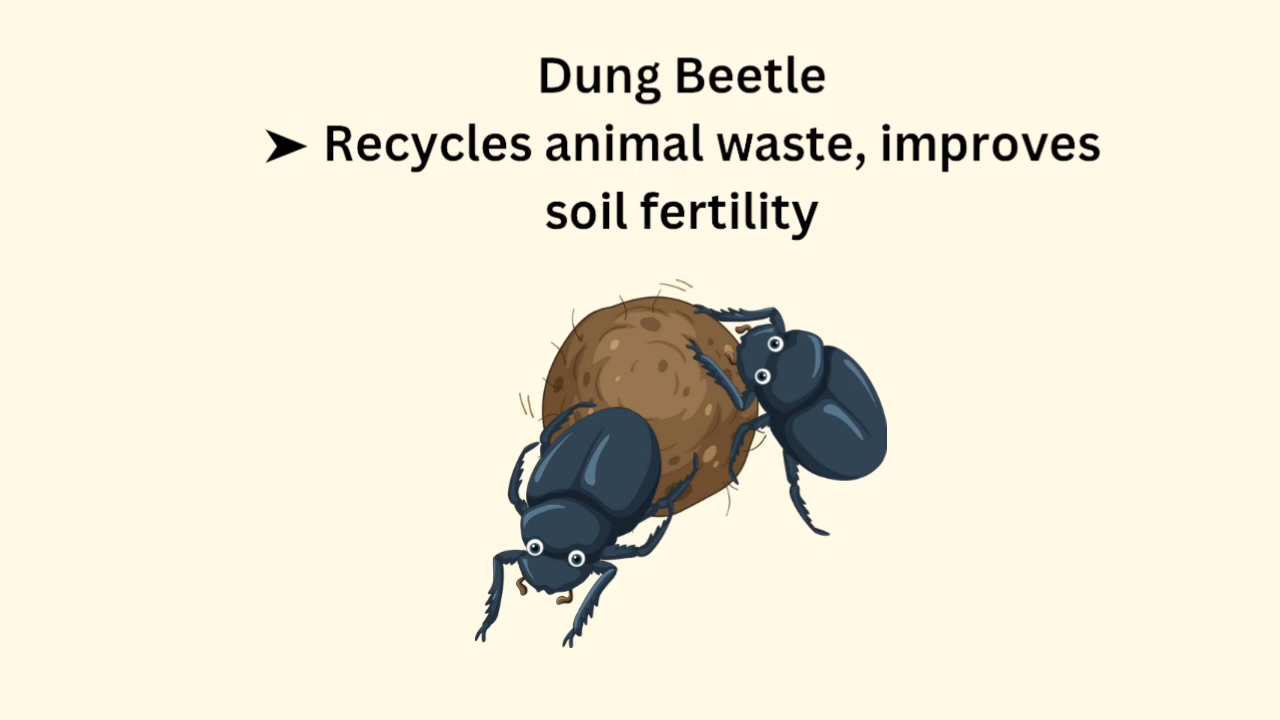 Dung Beetle
➤ Recycles animal waste, improves
soil fertility